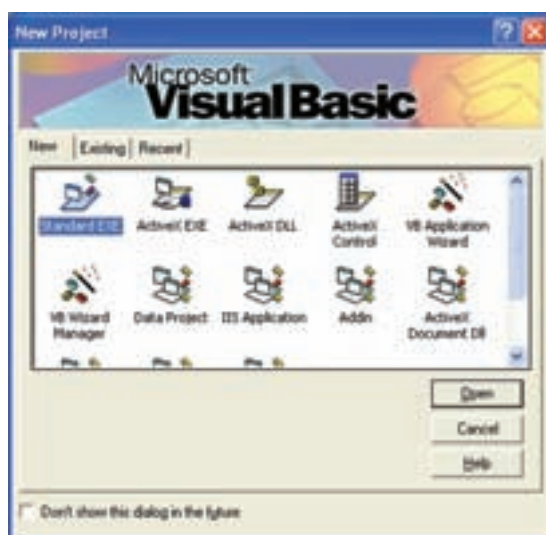 New Project
Microsoft
Visual Basic
New Existing Recent
Standard EXE ActiveX EXE ActiveX DLL ActiveX Control VB Application Wizard
VB Wizard Manager Data Project IIS Application Addin ActiveX Document Dll
Open
Cancel
Help
Don't show this dialog in the future